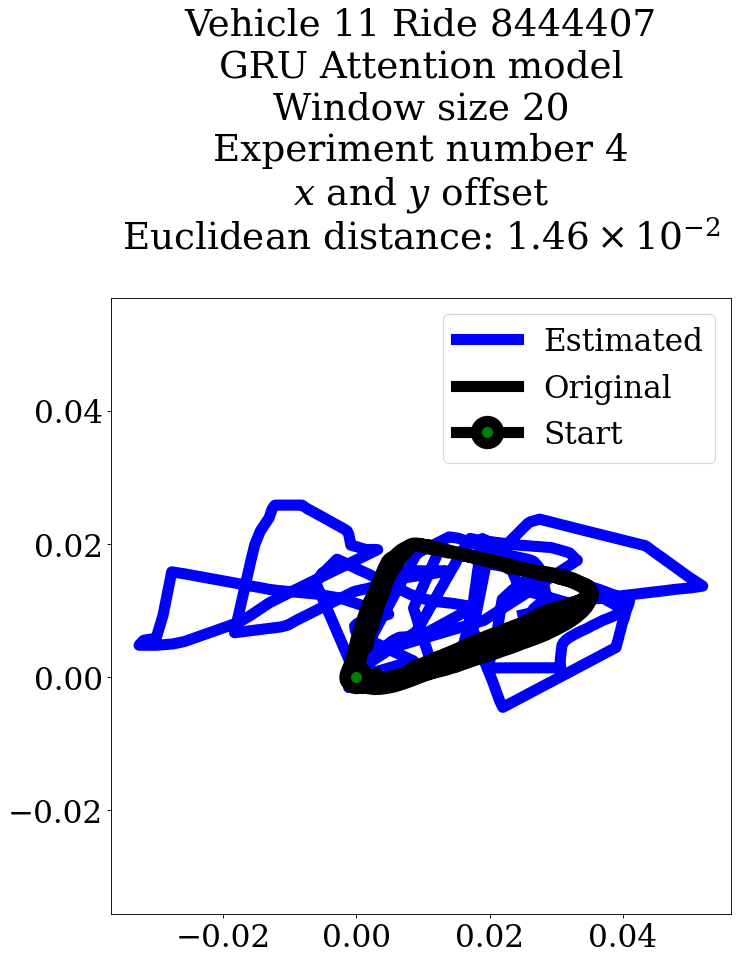 Vehicle 11 Ride 8444407
GRU Attention model
Window size 20
Experiment number 4
x and y offset
Euclidean distance: 1.46 × 10⁻²
Estimated
Original
Start
0.04
0.02
0.00
−0.02
−0.02 0.00 0.02 0.04